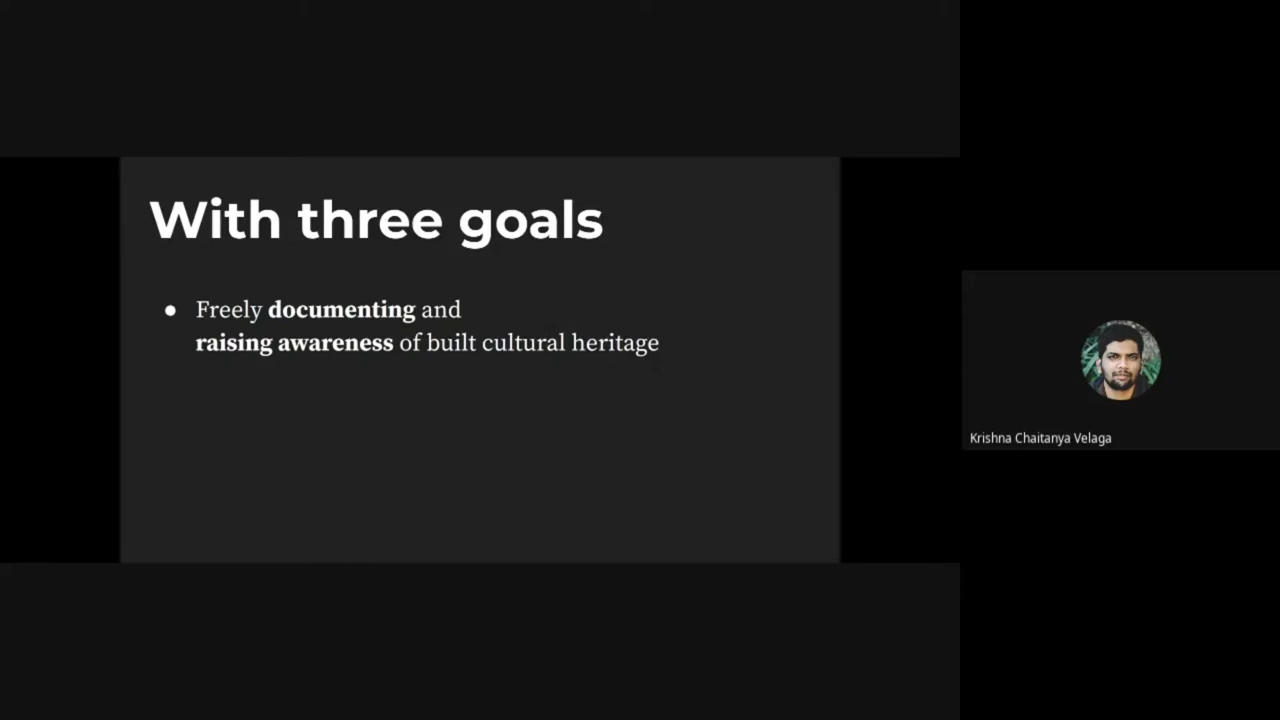 With three goals
● Freely documenting and
raising awareness of built cultural heritage
Krishna Chaitanya Velaga